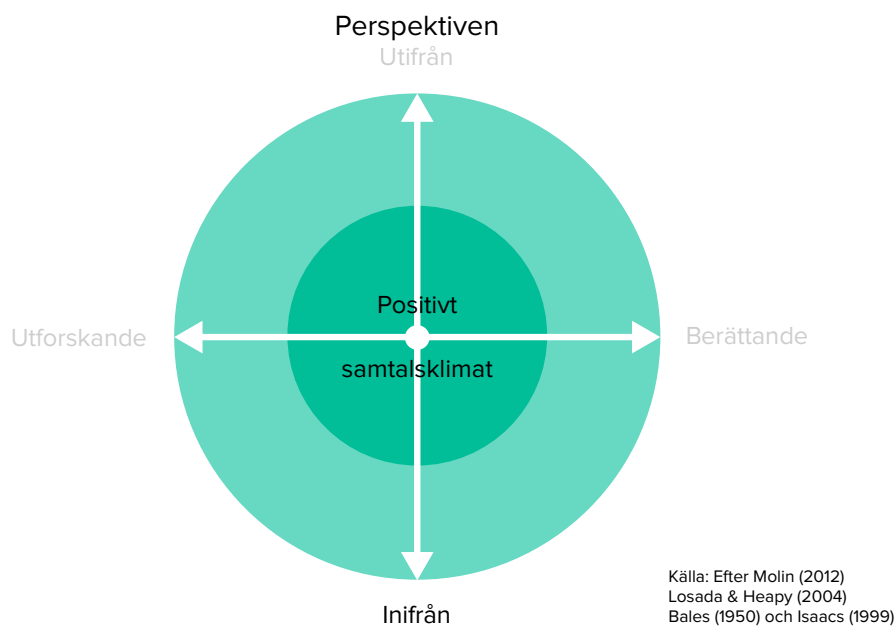 Perspektiven
Utifrån
Positivt
Utforskande
Berättande
samtalsklimat
Inifrån
Källa: Efter Molin (2012)
Losada & Heapy (2004)
Bales (1950) och Isaacs (1999)